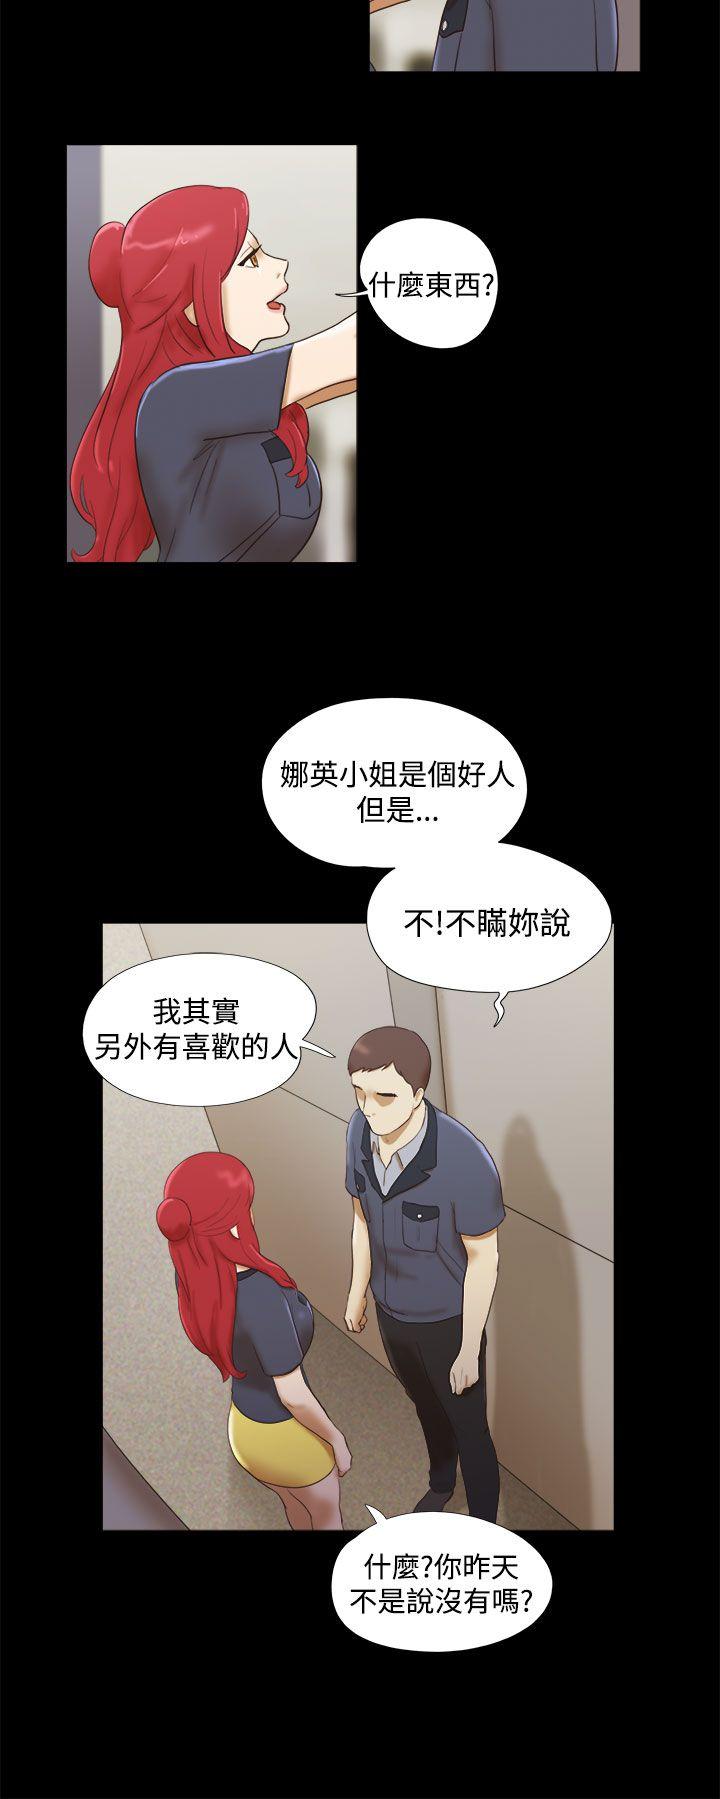 什麼東西?
娜英小姐是個好人
但是...
不!不瞞妳說
我其實
另外有喜歡的人
什麼?你昨天
不是說沒有嗎?